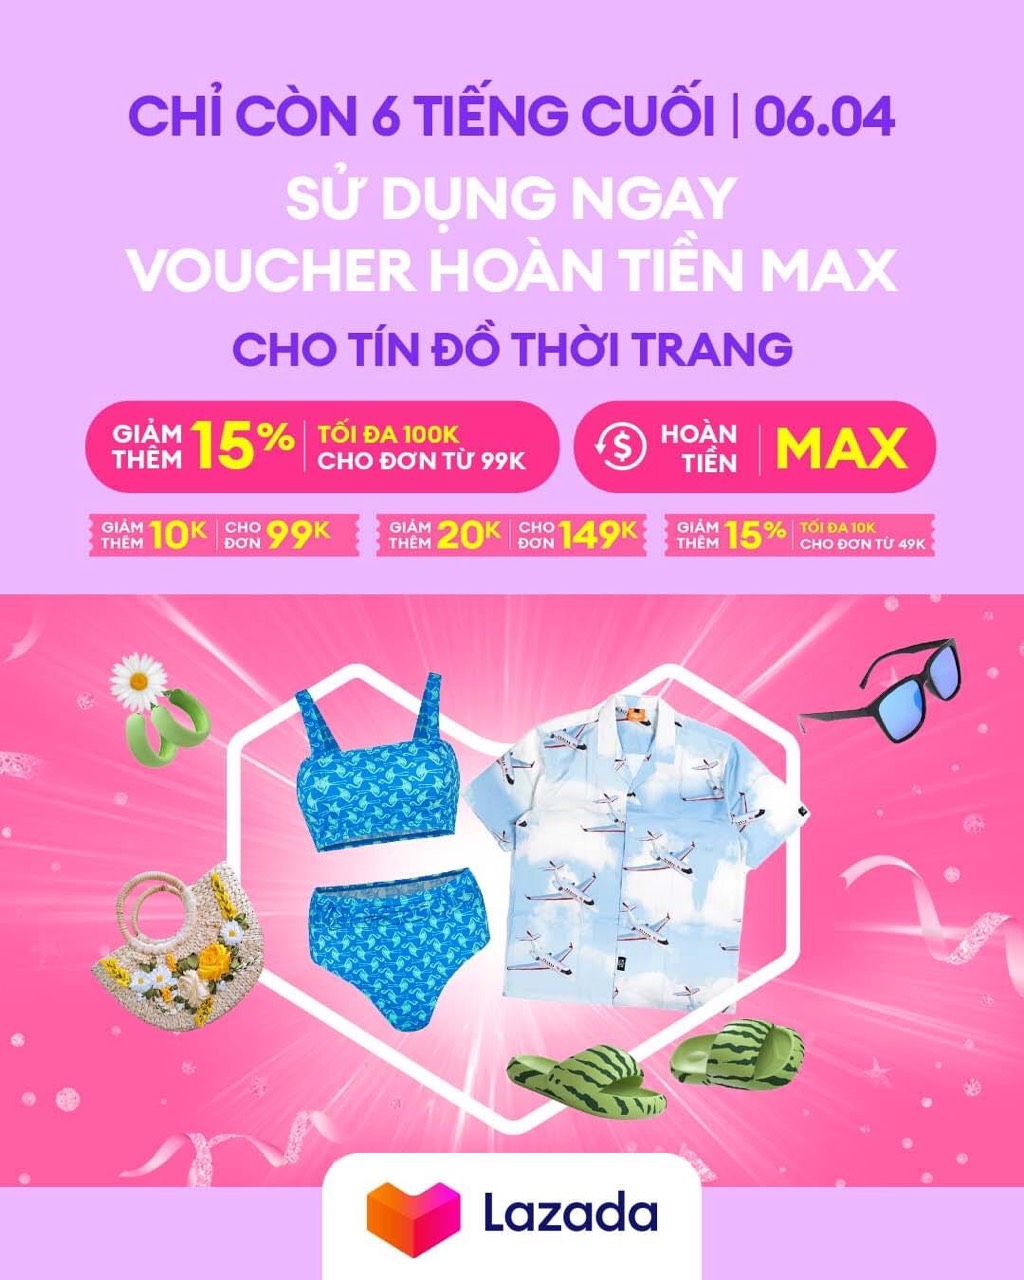 CHỈ CÒN 6 TIẾNG CUỐI | 06.04
SỬ DỤNG NGAY
VOUCHER HOÀN TIỀN MAX
CHO TÍN ĐỒ THỜI TRANG
GIẢM THÊM 15% | TỐI ĐA 100K CHO ĐƠN TỪ 99K
$ HOÀN TIỀN | MAX
GIẢM THÊM 10K | CHO ĐƠN 99K
GIẢM THÊM 20K | CHO ĐƠN 149K
GIẢM THÊM 15% | TỐI ĐA 10K CHO ĐƠN TỪ 49K
Lazada